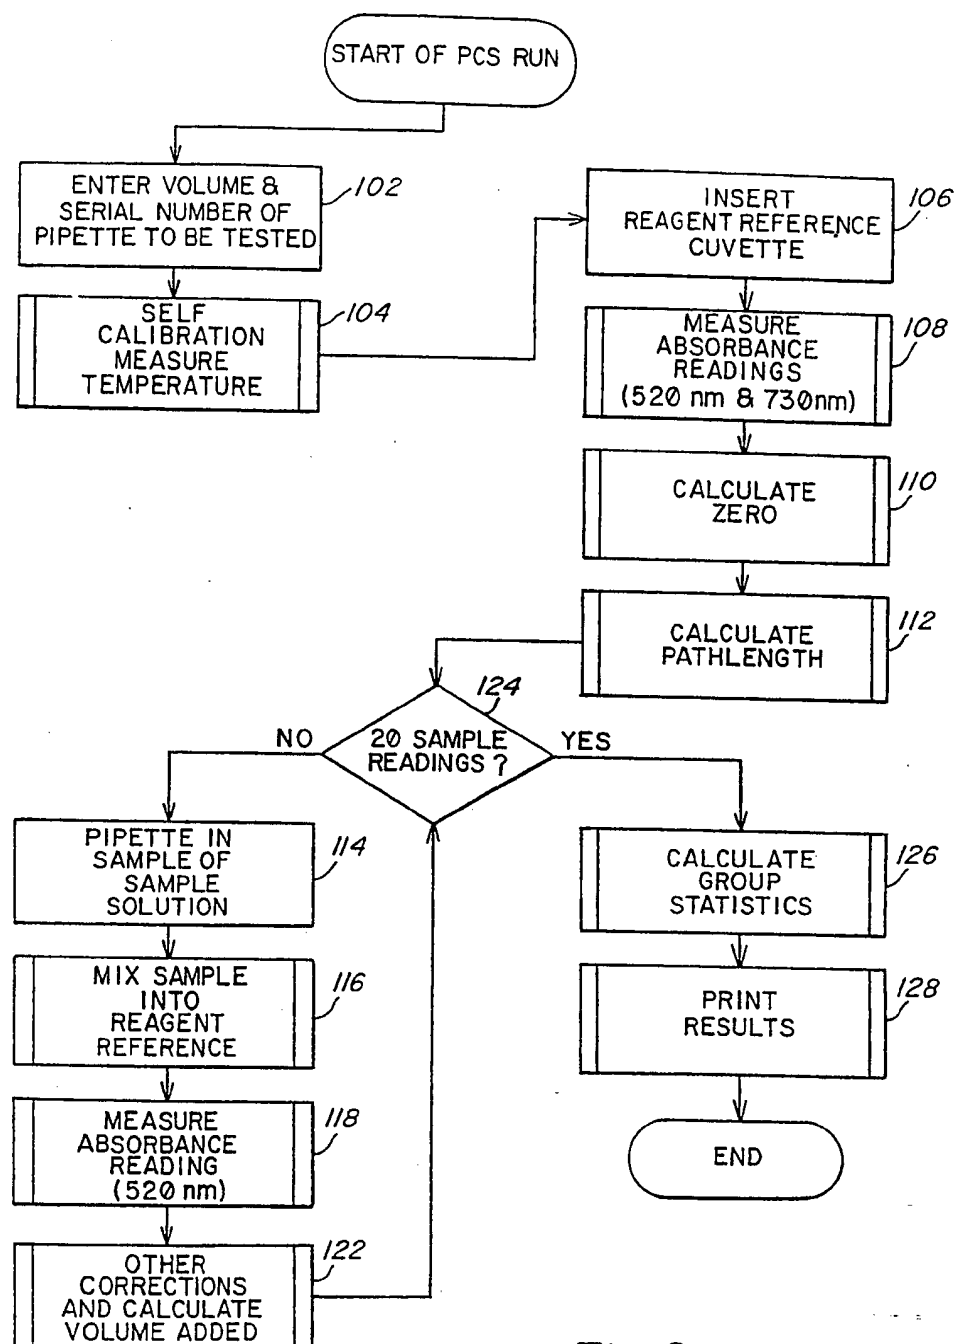 START OF PCS RUN
ENTER VOLUME &
SERIAL NUMBER OF
PIPETTE TO BE TESTED
102
SELF
CALIBRATION
MEASURE
TEMPERATURE
104
INSERT
REAGENT REFERENCE
CUVETTE
106
MEASURE
ABSORBANCE
READINGS
(520 nm & 730nm)
108
CALCULATE
ZERO
110
CALCULATE
PATHLENGTH
112
124
20 SAMPLE
READINGS ?
NO
YES
PIPETTE IN
SAMPLE OF
SAMPLE
SOLUTION
114
MIX SAMPLE
INTO
REAGENT
REFERENCE
116
MEASURE
ABSORBANCE
READING
(520 nm)
118
OTHER
CORRECTIONS
AND CALCULATE
VOLUME ADDED
122
CALCULATE
GROUP
STATISTICS
126
PRINT
RESULTS
128
END